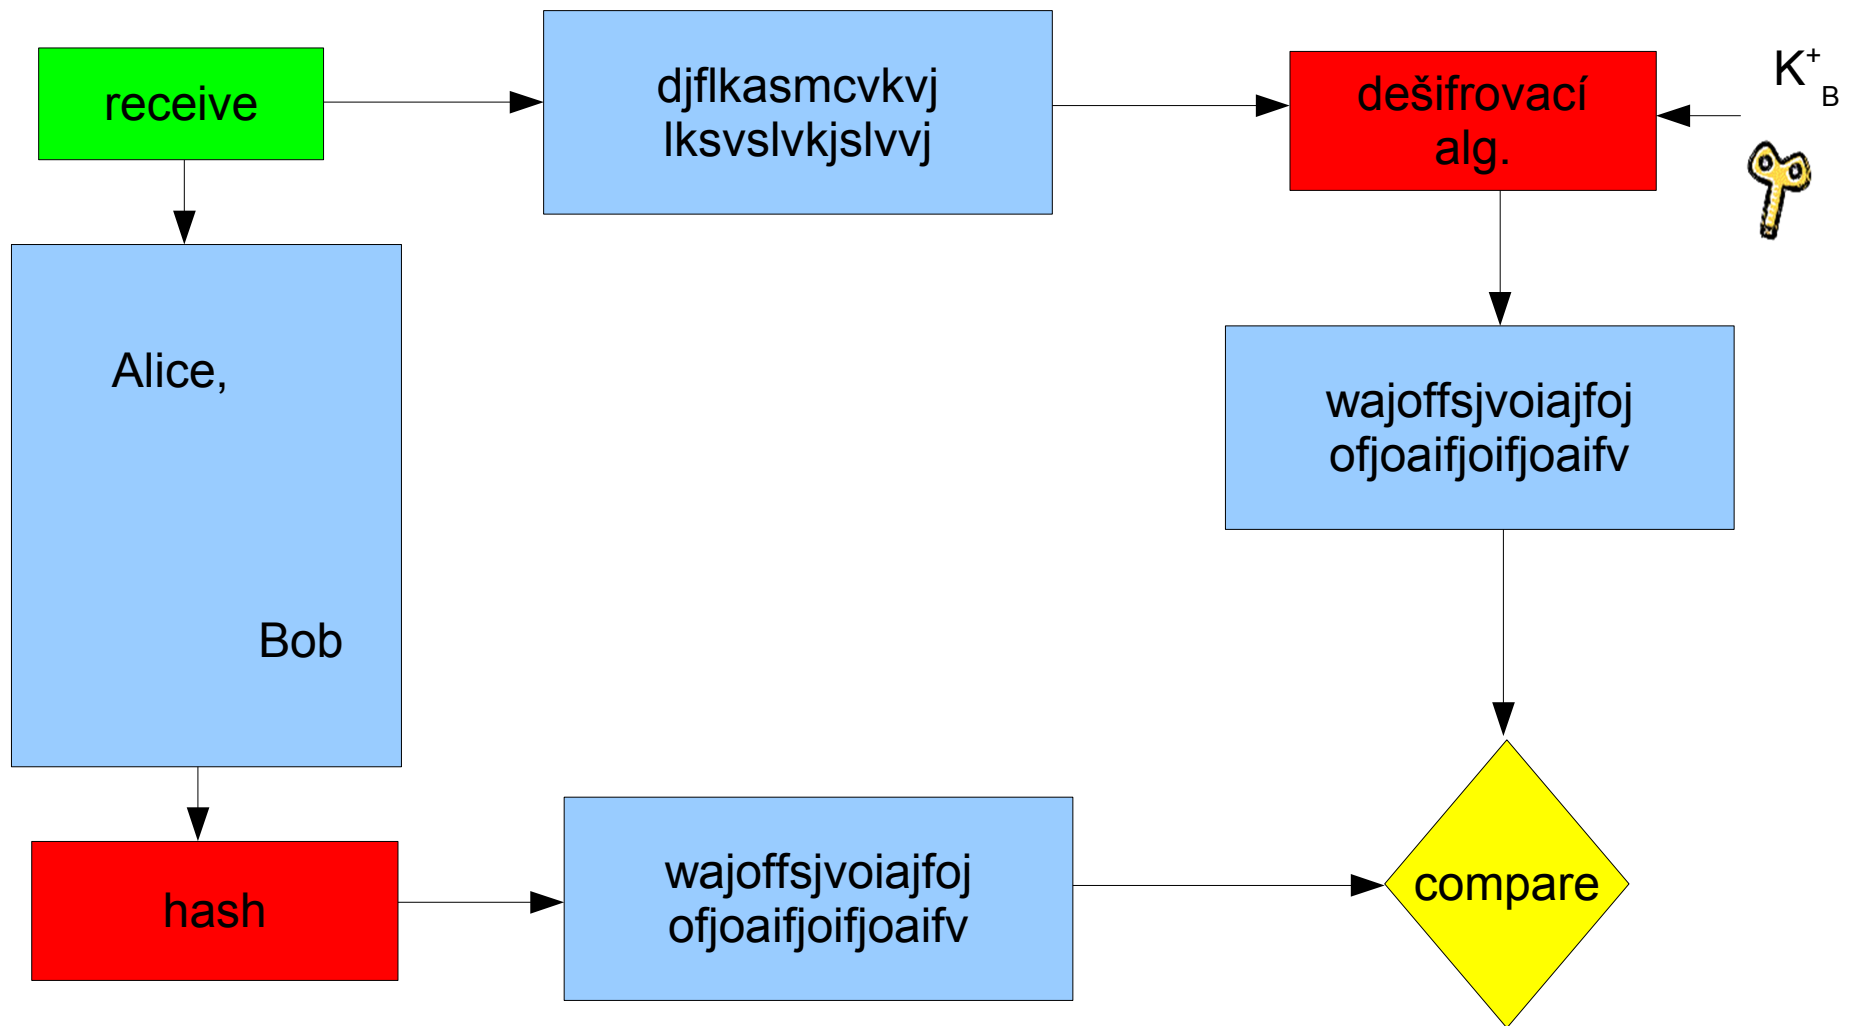 receive
djflkasmcvkvj
lksvslvkjslvvj
dešifrovací
alg.
K+B
Alice,
Bob
wajoffsjvoiajfoj
ofjoaifjoifjoaifv
hash
wajoffsjvoiajfoj
ofjoaifjoifjoaifv
compare